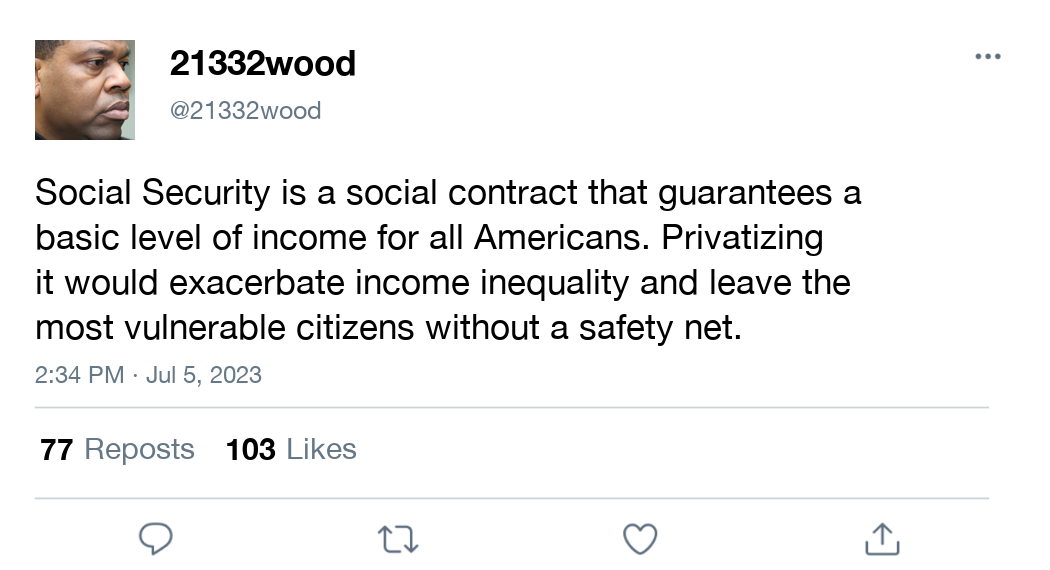 21332wood
@21332wood
Social Security is a social contract that guarantees a
basic level of income for all Americans. Privatizing
it would exacerbate income inequality and leave the
most vulnerable citizens without a safety net.
2:34 PM · Jul 5, 2023
77 Reposts 103 Likes